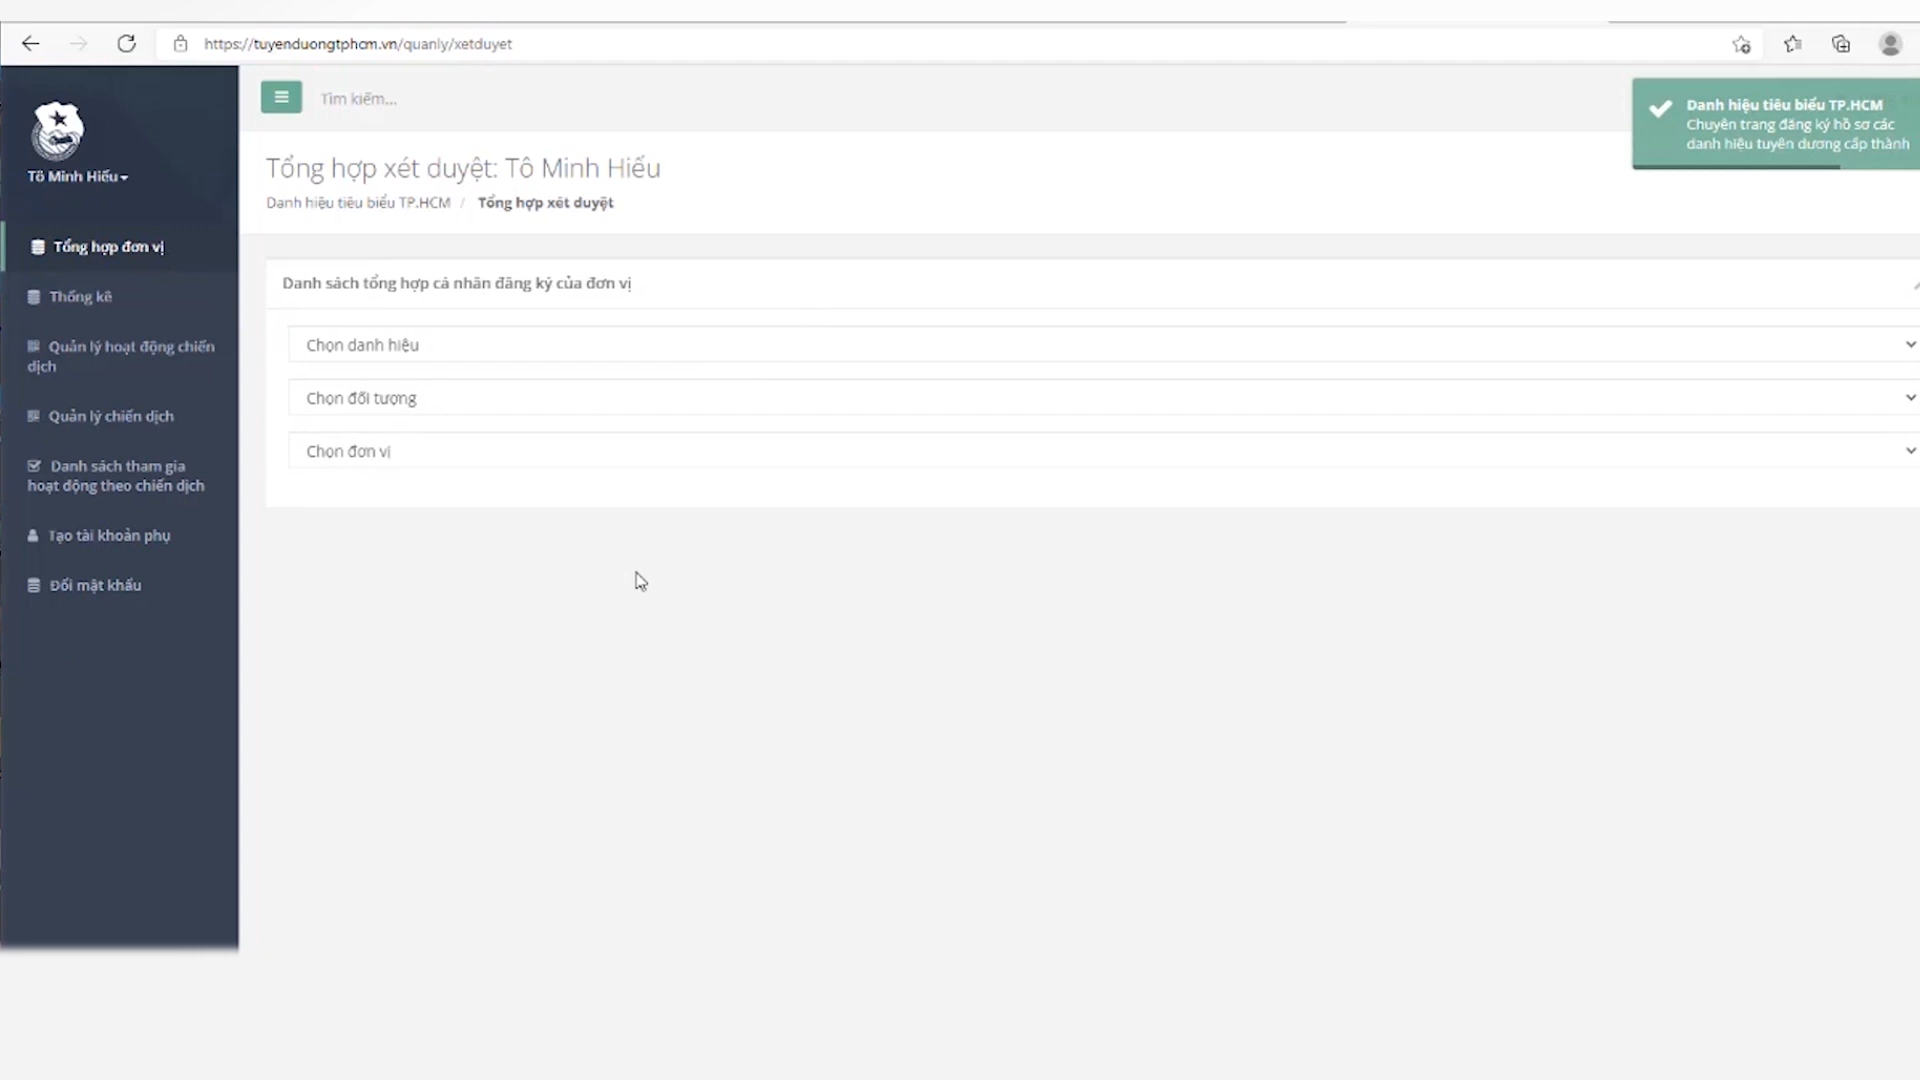 https://tuyenduongtphcm.vn/quanly/xetduyet
Tô Minh Hiếu
Tổng hợp đơn vị
Thống kê
Quản lý hoạt động chiến
dịch
Quản lý chiến dịch
Danh sách tham gia
hoạt động theo chiến dịch
Tạo tài khoản phụ
Đổi mật khẩu
Tìm kiếm...
Danh hiệu tiêu biểu TP.HCM
Chuyên trang đăng ký hồ sơ các
danh hiệu tuyên dương cấp thành
Tổng hợp xét duyệt: Tô Minh Hiếu
Danh hiệu tiêu biểu TP.HCM / Tổng hợp xét duyệt
Danh sách tổng hợp cá nhân đăng ký của đơn vị
Chọn danh hiệu
Chọn đối tượng
Chọn đơn vị